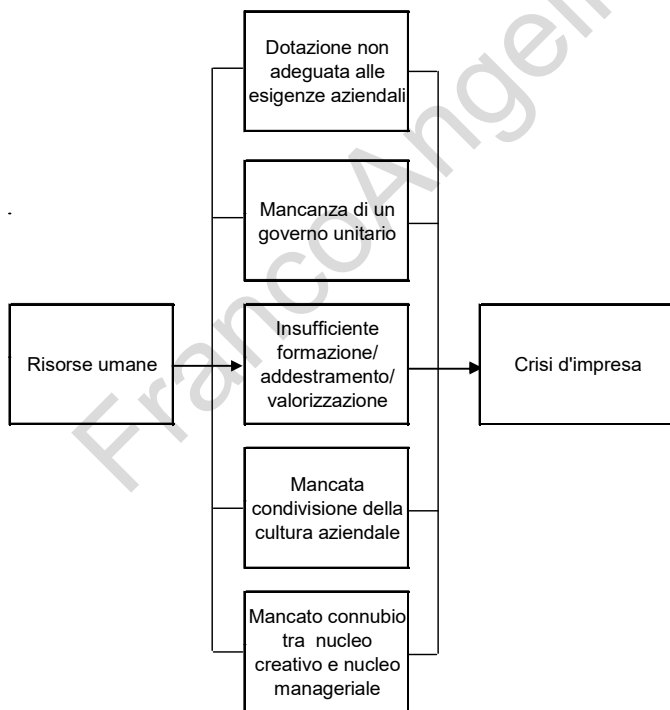 Dotazione non
adeguata alle
esigenze aziendali
Mancanza di un
governo unitario
Risorse umane
Insufficiente
formazione/
addestramento/
valorizzazione
Crisi d'impresa
Mancata
condivisione della
cultura aziendale
Mancato connubio
tra nucleo
creativo e nucleo
manageriale
FrancoAngeli